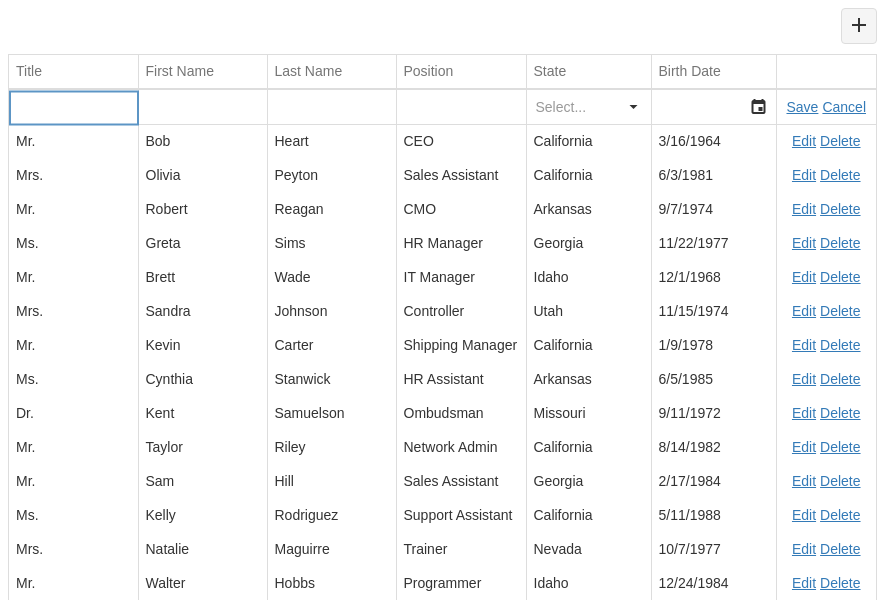 Title First Name Last Name Position State Birth Date
Select... Save Cancel
Mr. Bob Heart CEO California 3/16/1964 Edit Delete
Mrs. Olivia Peyton Sales Assistant California 6/3/1981 Edit Delete
Mr. Robert Reagan CMO Arkansas 9/7/1974 Edit Delete
Ms. Greta Sims HR Manager Georgia 11/22/1977 Edit Delete
Mr. Brett Wade IT Manager Idaho 12/1/1968 Edit Delete
Mrs. Sandra Johnson Controller Utah 11/15/1974 Edit Delete
Mr. Kevin Carter Shipping Manager California 1/9/1978 Edit Delete
Ms. Cynthia Stanwick HR Assistant Arkansas 6/5/1985 Edit Delete
Dr. Kent Samuelson Ombudsman Missouri 9/11/1972 Edit Delete
Mr. Taylor Riley Network Admin California 8/14/1982 Edit Delete
Mr. Sam Hill Sales Assistant Georgia 2/17/1984 Edit Delete
Ms. Kelly Rodriguez Support Assistant California 5/11/1988 Edit Delete
Mrs. Natalie Maguirre Trainer Nevada 10/7/1977 Edit Delete
Mr. Walter Hobbs Programmer Idaho 12/24/1984 Edit Delete